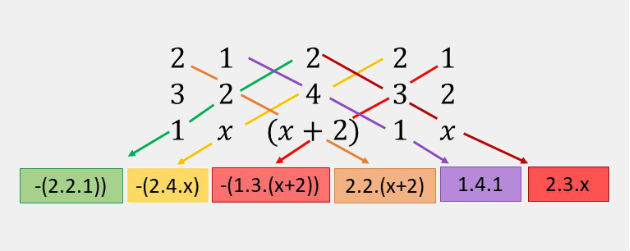 2 1 2 2 1
3 2 4 3 2
1 x (x + 2) 1 x
-(2.2.1)) -(2.4.x) -(1.3.(x+2)) 2.2.(x+2) 1.4.1 2.3.x